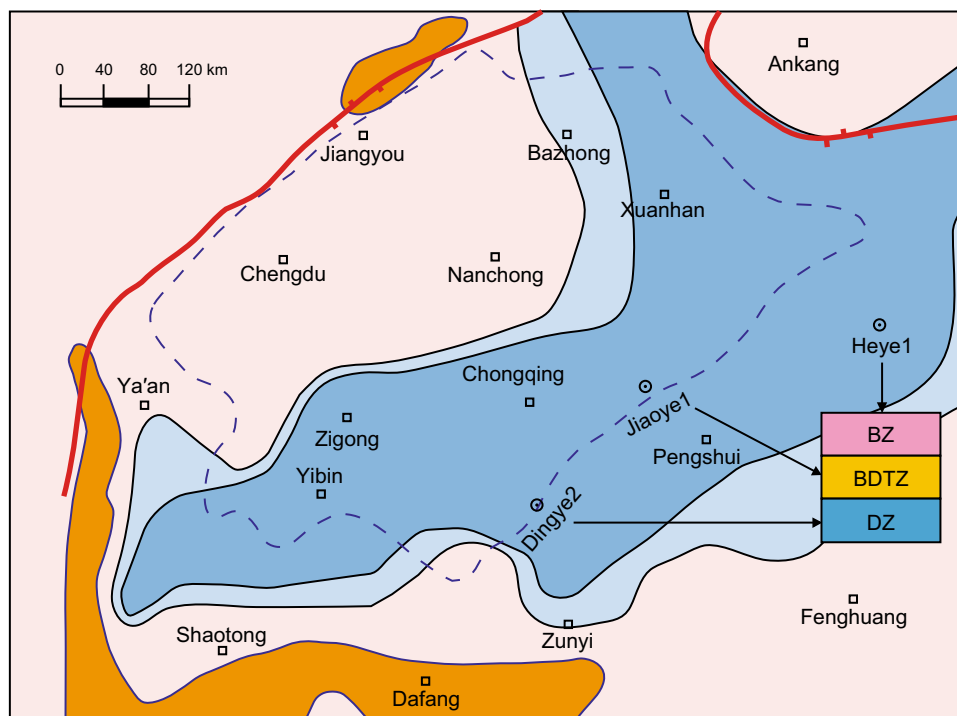 Ankang
0 40 80 120 km
Jiangyou
Bazhong
Xuanhan
Chengdu
Nanchong
Heye1
Ya'an
Chongqing
Jiaoye1
Zigong
BZ
Pengshui
Yibin
BDTZ
Dingye2
DZ
Fenghuang
Shaotong
Zunyi
Dafang